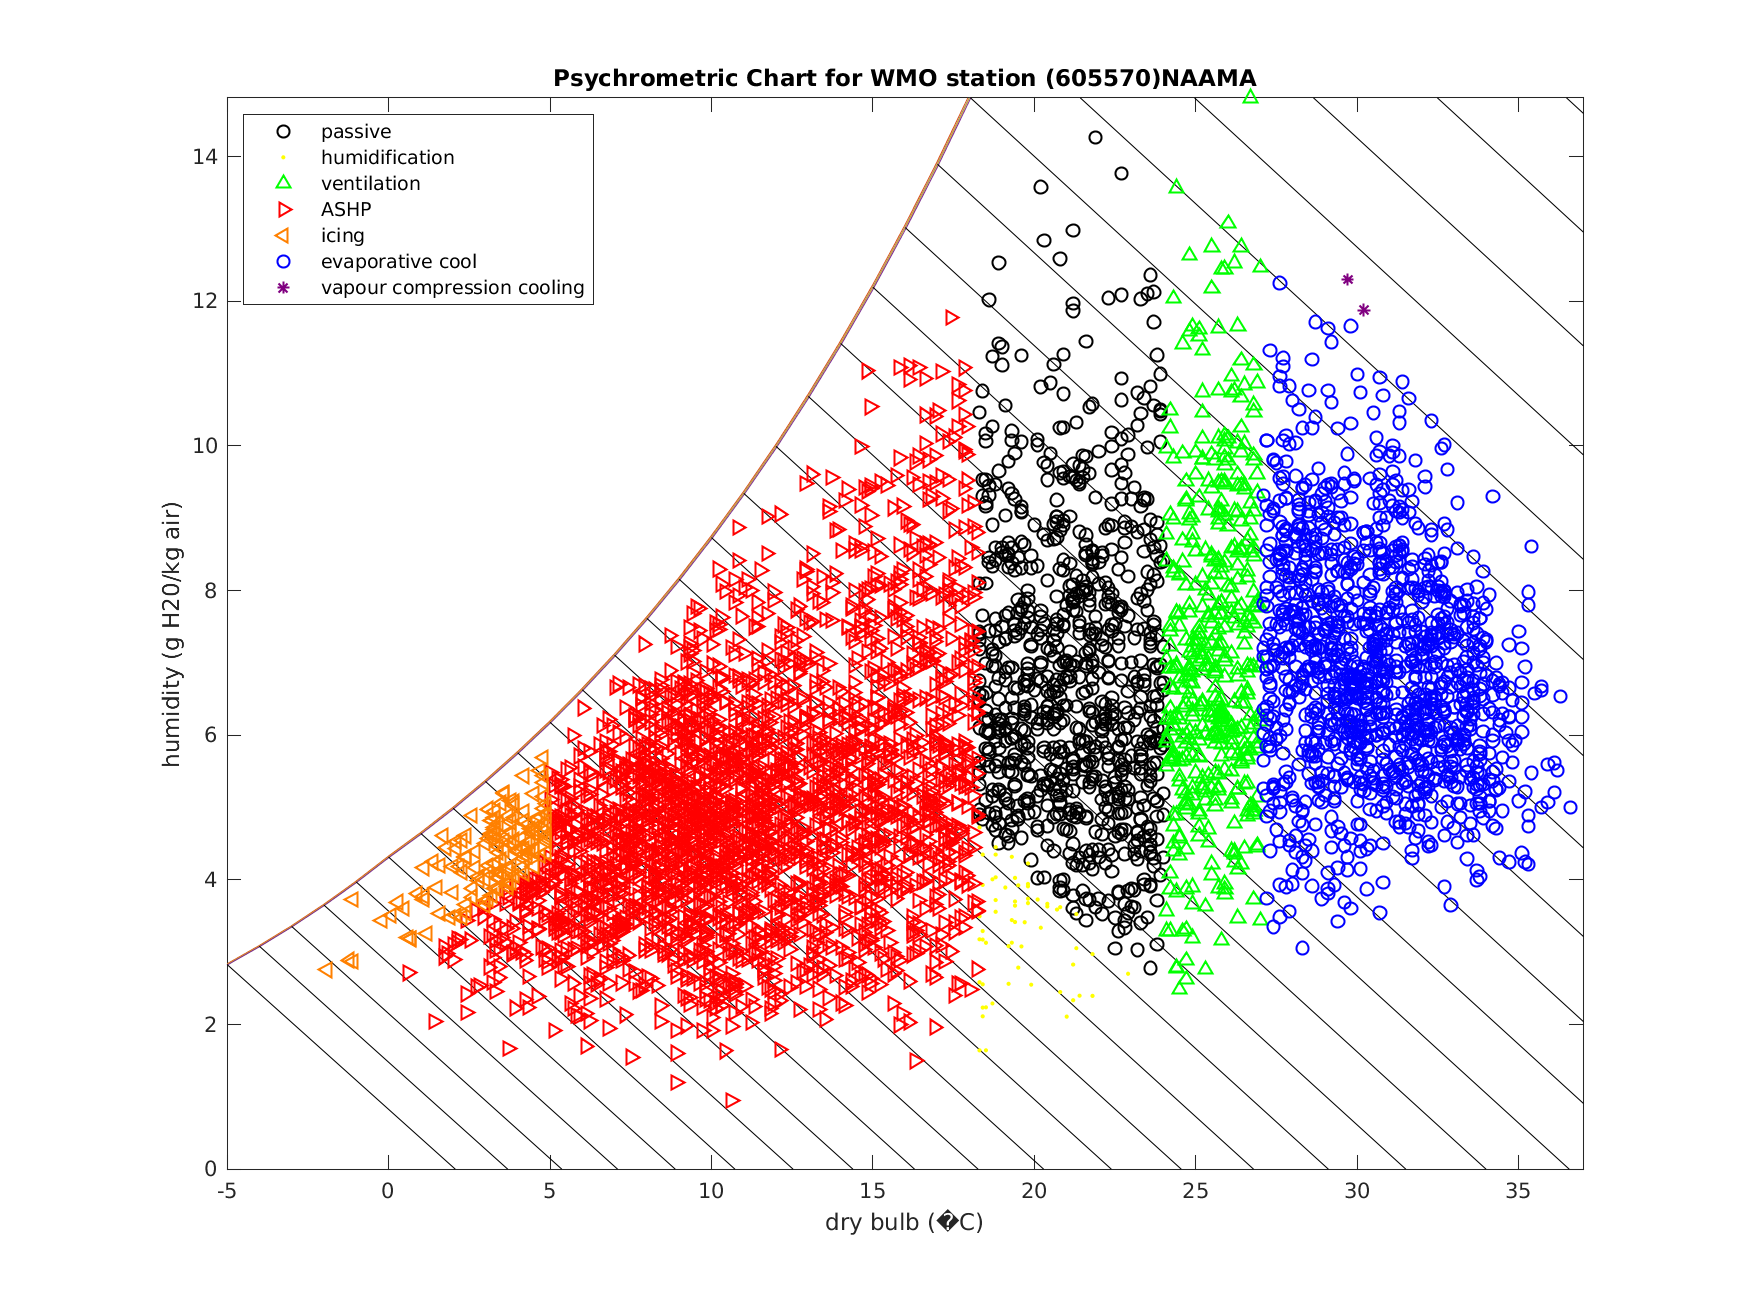 Psychrometric Chart for WMO station (605570)NAAMA
passive
humidification
ventilation
ASHP
icing
evaporative cool
vapour compression cooling
humidity (g H20/kg air)
14
12
10
8
6
4
2
0
-5 0 5 10 15 20 25 30 35
dry bulb (�C)